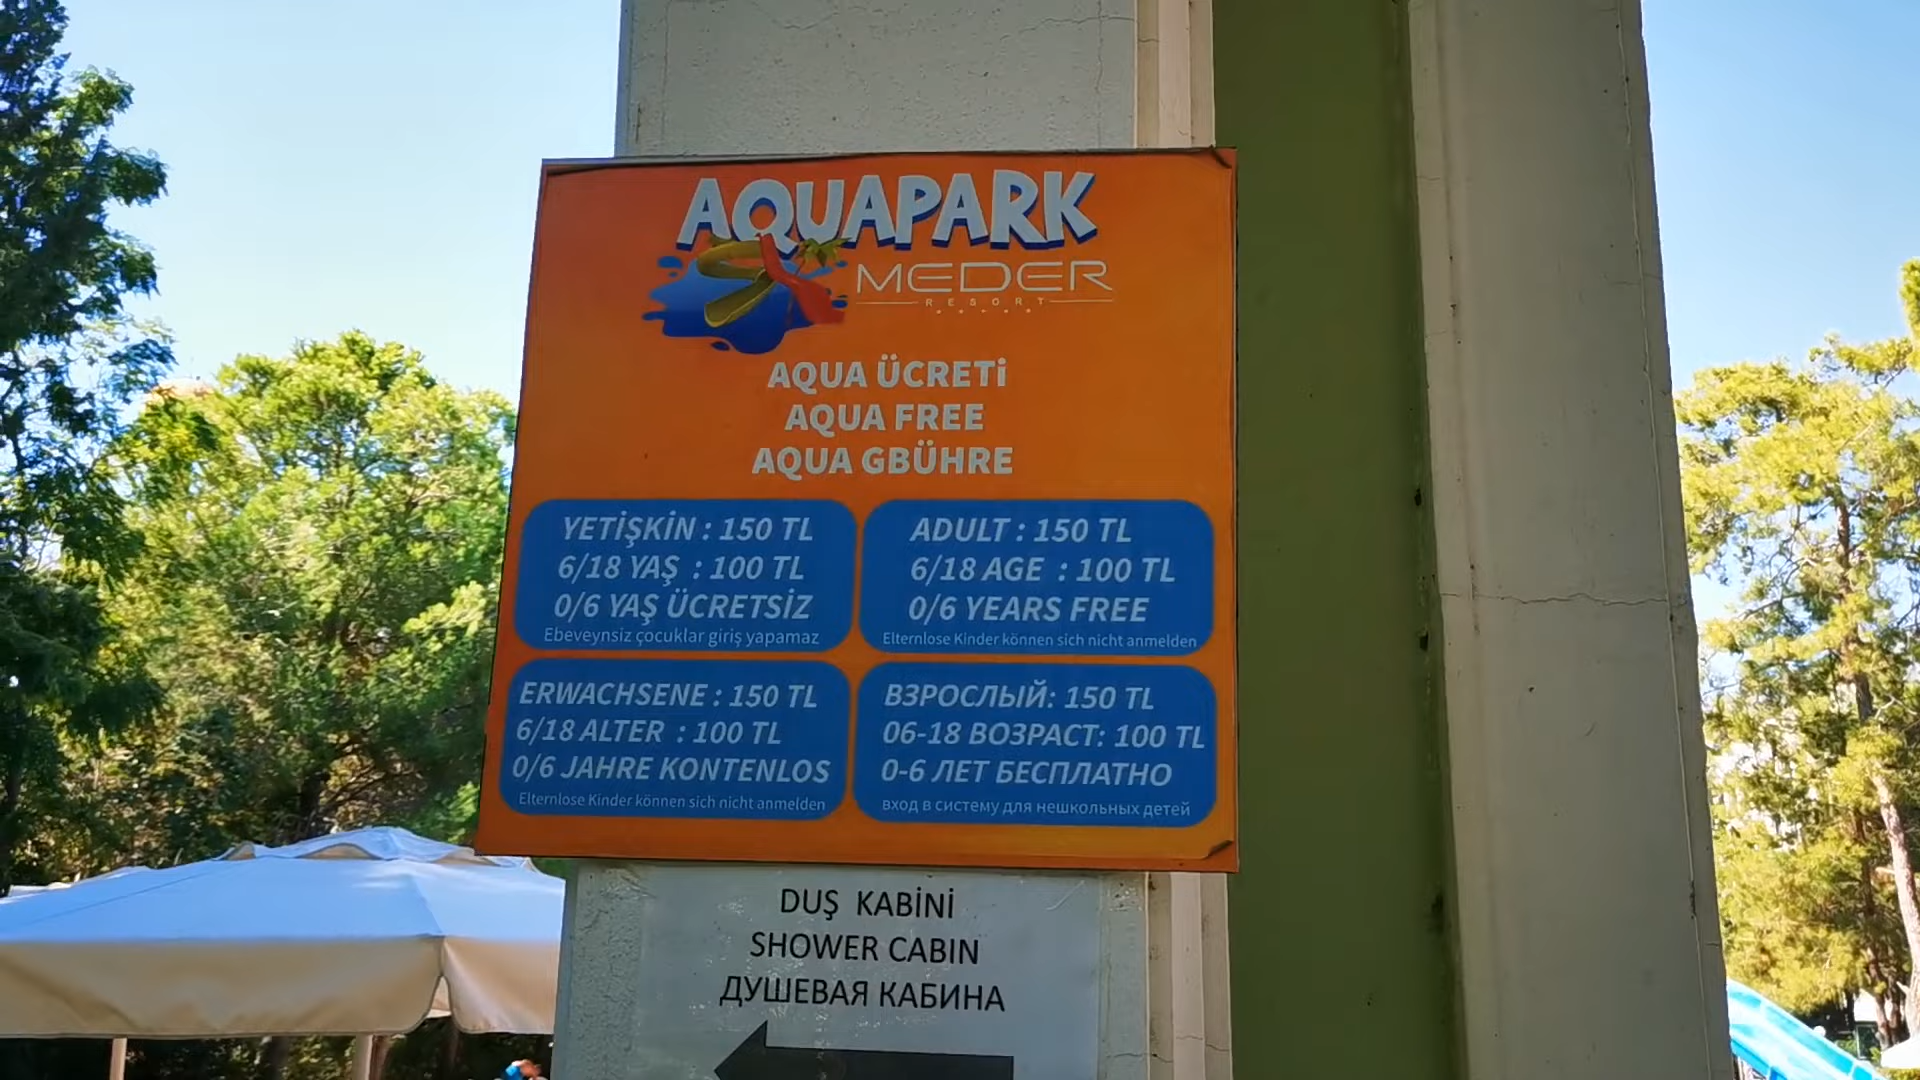 AQUAPARK
MEDER
RESORT
AQUA ÜCRETi
AQUA FREE
AQUA GBÜHRE
YETİŞKİN : 150 TL
6/18 YAŞ : 100 TL
0/6 YAŞ ÜCRETSİZ
Ebeveynsiz çocuklar giriş yapamaz
ADULT : 150 TL
6/18 AGE : 100 TL
0/6 YEARS FREE
Elternlose Kinder können sich nicht anmelden
ERWACHSENE : 150 TL
6/18 ALTER : 100 TL
0/6 JAHRE KONTENLOS
Elternlose Kinder können sich nicht anmelden
ВЗРОСЛЫЙ: 150 TL
06-18 ВОЗРАСТ: 100 TL
0-6 ЛЕТ БЕСПЛАТНО
вход в систему для нешкольных детей
DUŞ KABİNİ
SHOWER CABIN
ДУШЕВАЯ КАБИНА